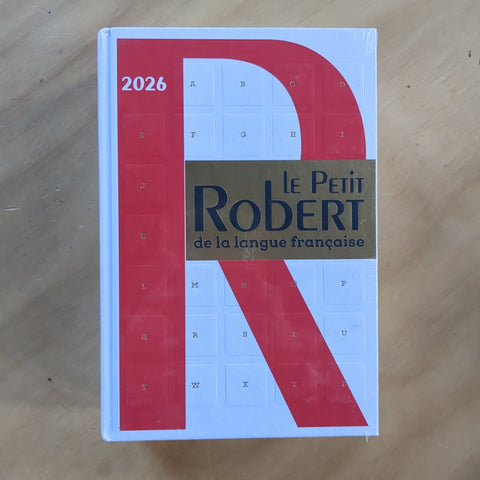 2026
A B C D
E F G H I
J
K
L M N O P
Q R S T U
V W X Y Z
LE PETIT
ROBERT
de la langue française